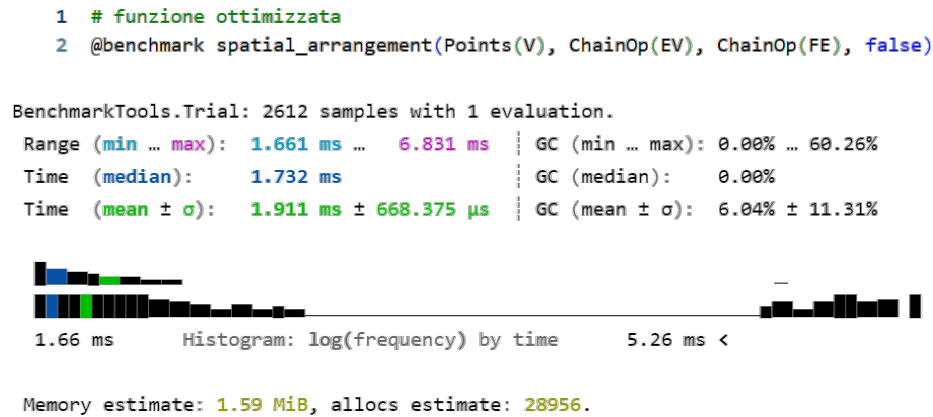 1 # funzione ottimizzata
2 @benchmark spatial_arrangement(Points(V), ChainOp(EV), ChainOp(FE), false)
BenchmarkTools.Trial: 2612 samples with 1 evaluation.
Range (min … max): 1.661 ms … 6.831 ms ┊ GC (min … max): 0.00% … 60.26%
Time (median): 1.732 ms ┊ GC (median): 0.00%
Time (mean ± σ): 1.911 ms ± 668.375 μs ┊ GC (mean ± σ): 6.04% ± 11.31%
1.66 ms Histogram: log(frequency) by time 5.26 ms <
Memory estimate: 1.59 MiB, allocs estimate: 28956.